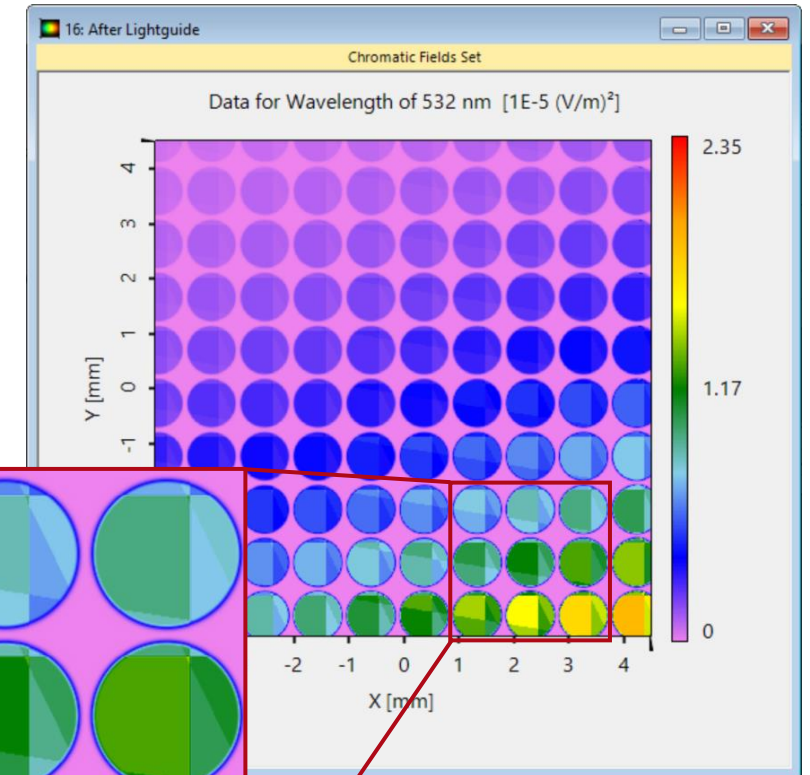 16: After Lightguide
Chromatic Fields Set
Data for Wavelength of 532 nm [1E-5 (V/m)²]
2.35
1.17
0
4
3
2
1
0
-1
Y [mm]
-2 -1 0 1 2 3 4
X [mm]